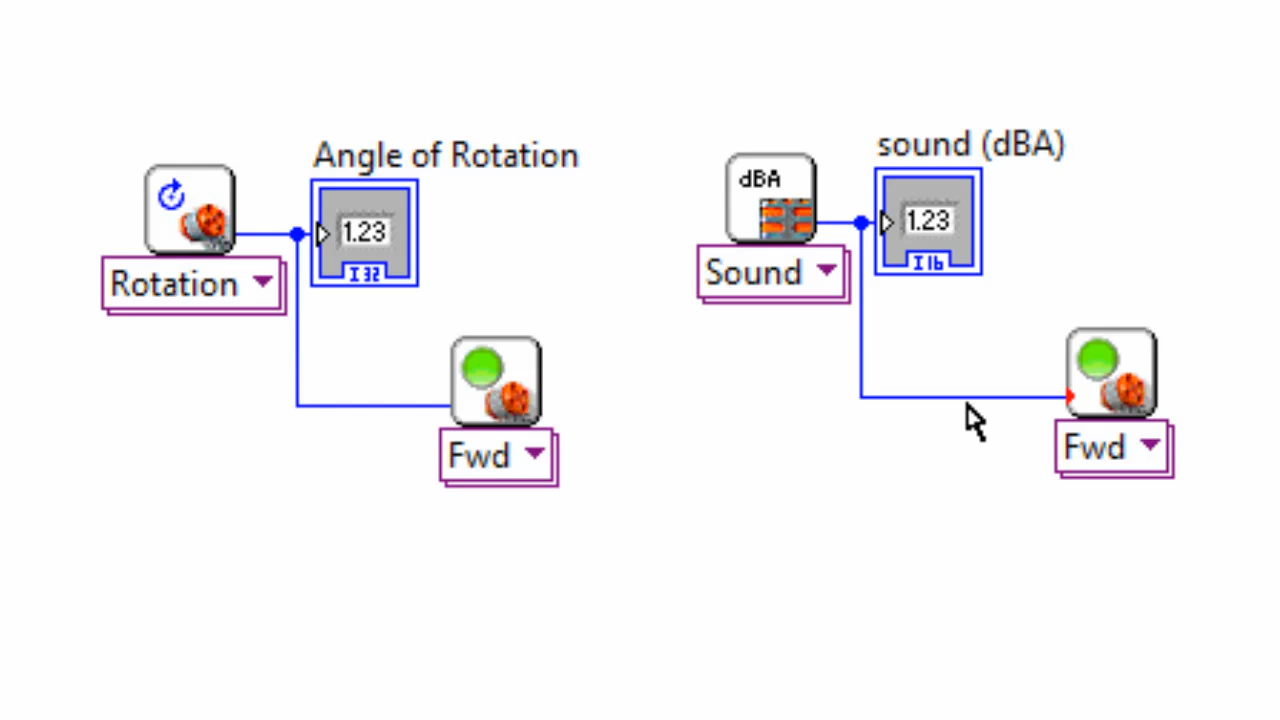 Angle of Rotation
1.23
I32
Rotation
Fwd
sound (dBA)
dBA
1.23
I16
Sound
Fwd